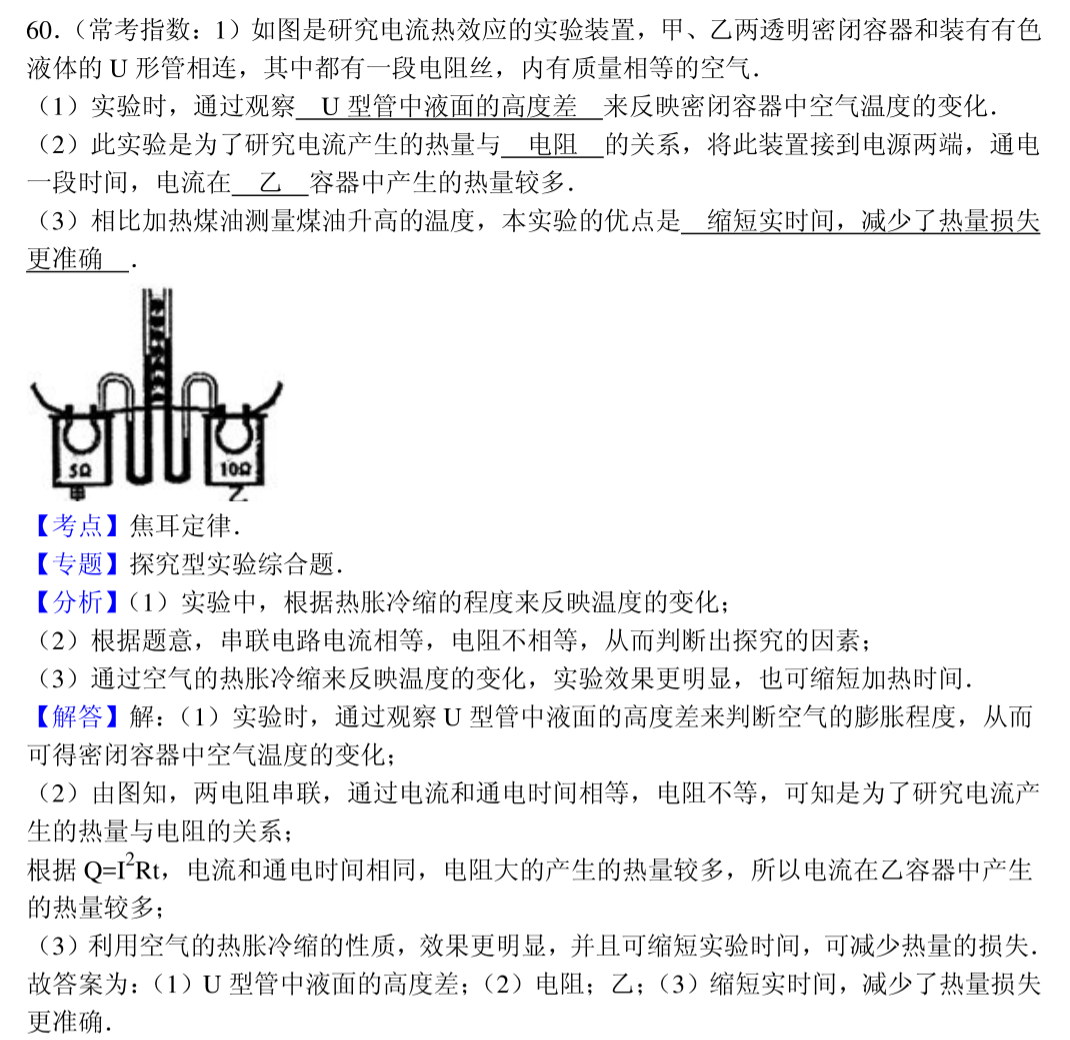 60．（常考指数：1）如图是研究电流热效应的实验装置，甲、乙两透明密闭容器和装有有色
液体的 U 形管相连，其中都有一段电阻丝，内有质量相等的空气．
（1）实验时，通过观察　U 型管中液面的高度差　来反映密闭容器中空气温度的变化．
（2）此实验是为了研究电流产生的热量与　电阻　的关系，将此装置接到电源两端，通电
一段时间，电流在　乙　容器中产生的热量较多．
（3）相比加热煤油测量煤油升高的温度，本实验的优点是　缩短实时间，减少了热量损失
更准确　．
5Ω
10Ω
甲
乙
【考点】焦耳定律．
【专题】探究型实验综合题．
【分析】（1）实验中，根据热胀冷缩的程度来反映温度的变化；
（2）根据题意，串联电路电流相等，电阻不相等，从而判断出探究的因素；
（3）通过空气的热胀冷缩来反映温度的变化，实验效果更明显，也可缩短加热时间．
【解答】解：（1）实验时，通过观察 U 型管中液面的高度差来判断空气的膨胀程度，从而
可得密闭容器中空气温度的变化；
（2）由图知，两电阻串联，通过电流和通电时间相等，电阻不等，可知是为了研究电流产
生的热量与电阻的关系；
根据 Q=I²Rt，电流和通电时间相同，电阻大的产生的热量较多，所以电流在乙容器中产生
的热量较多；
（3）利用空气的热胀冷缩的性质，效果更明显，并且可缩短实验时间，可减少热量的损失．
故答案为：（1）U 型管中液面的高度差；（2）电阻；乙；（3）缩短实时间，减少了热量损失
更准确．